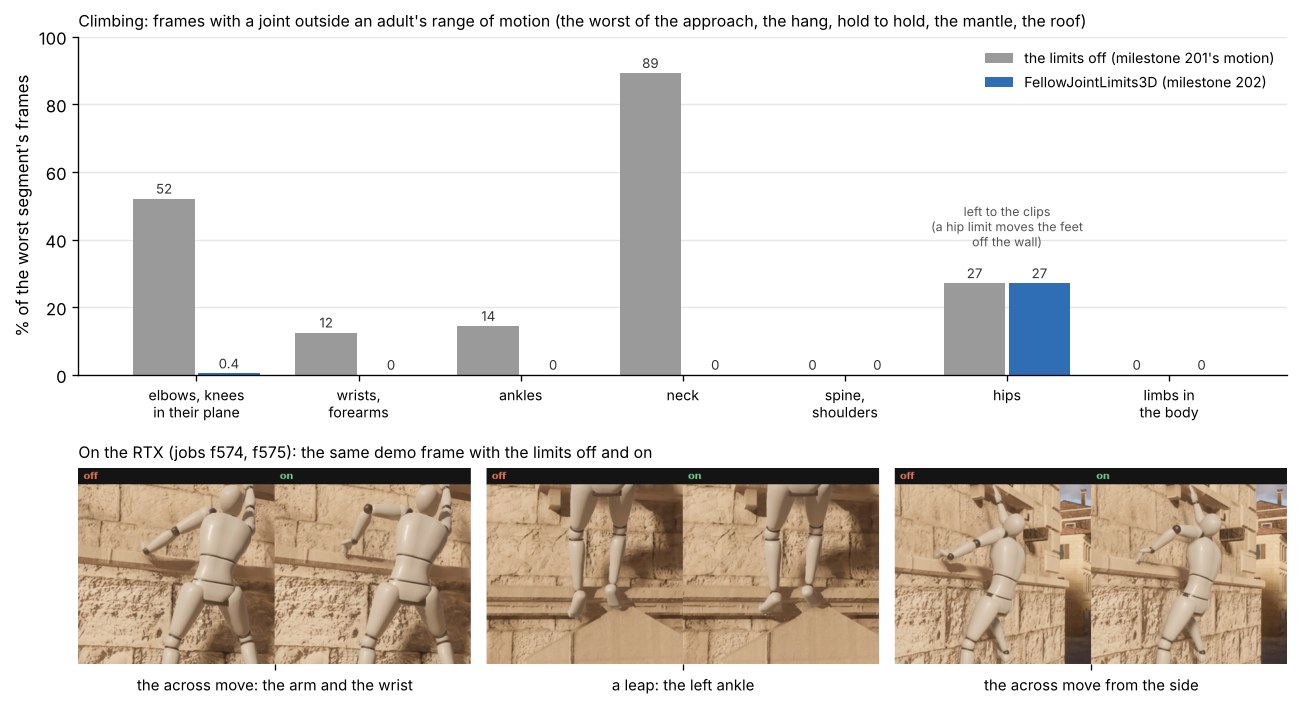 Climbing: frames with a joint outside an adult's range of motion (the worst of the approach, the hang, hold to hold, the mantle, the roof)
% of the worst segment's frames
100
80
60
40
20
0
the limits off (milestone 201's motion)
FellowJointLimits3D (milestone 202)
52
0.4
12
0
14
0
89
0
0
0
left to the clips
(a hip limit moves the feet
off the wall)
27
27
0
0
elbows, knees
in their plane
wrists,
forearms
ankles
neck
spine,
shoulders
hips
limbs in
the body
On the RTX (jobs f574, f575): the same demo frame with the limits off and on
off
on
off
on
off
on
the across move: the arm and the wrist
a leap: the left ankle
the across move from the side